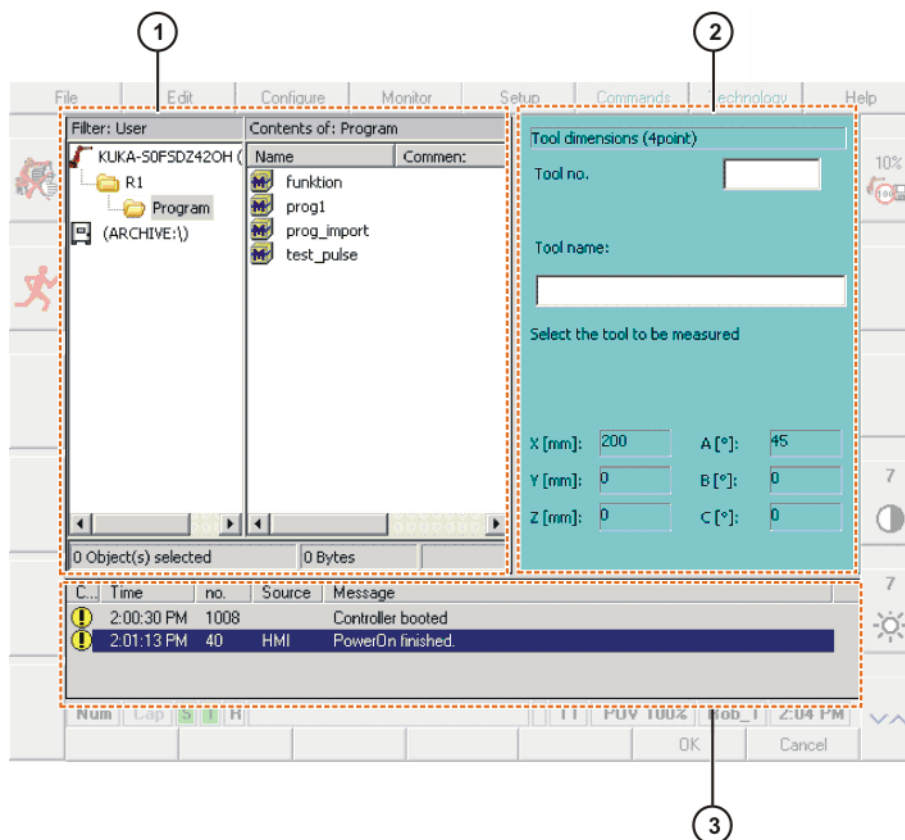 1 2
File Edit Configure Monitor Setup Commands Technology Help
Filter: User Contents of: Program
KUKA-S0FSDZ42OH ( Name Commen:
R1 funktion
Program prog1
(ARCHIVE:\) prog_import
test_pulse
0 Object(s) selected 0 Bytes
Tool dimensions (4point)
Tool no.
Tool name:
Select the tool to be measured
X [mm]: 200 A [°]: 45
Y [mm]: 0 B [°]: 0
Z [mm]: 0 C [°]: 0
10%
100
7
7
C... Time no. Source Message
2:00:30 PM 1008 Controller booted
2:01:13 PM 40 HMI PowerOn finished.
Num Cap S I R T1 POV 100% Rob_1 2:04 PM
OK Cancel
3